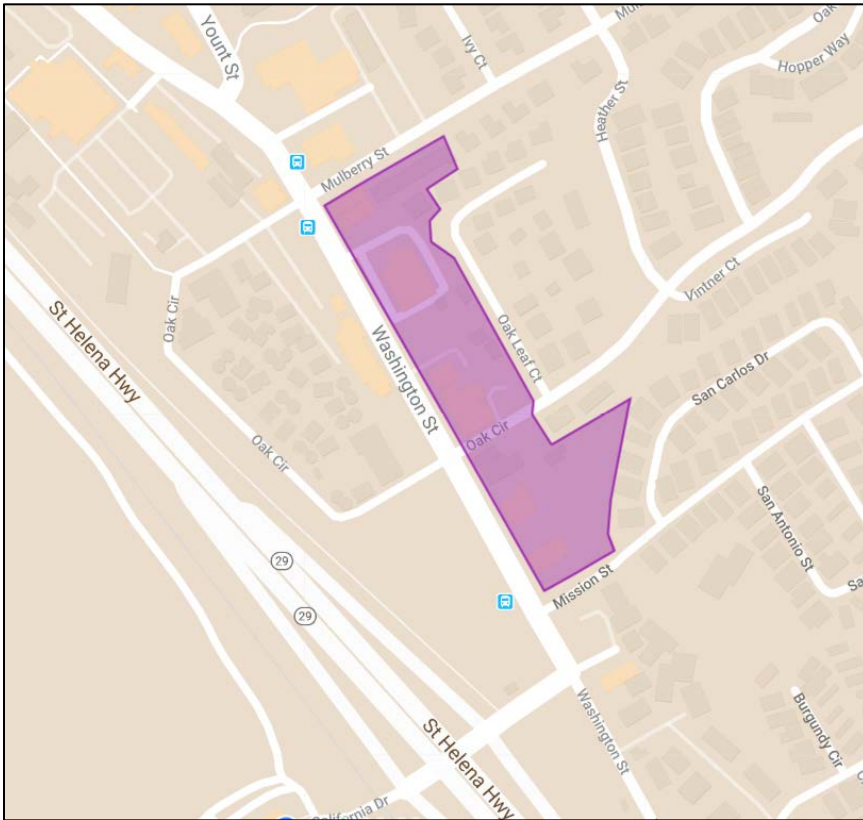 Yount St
Ivy Ct
Oak
Hopper Way
Heather St
Mulberry St
Vintner Ct
Oak Cir
St Helena Hwy
Washington St
Oak Leaf Ct
San Carlos Dr
Oak Cir
Oak Cir
San Antonio St
29
29
Mission St
Washington St
Burgundy Cir
St Helena Hwy
California Dr